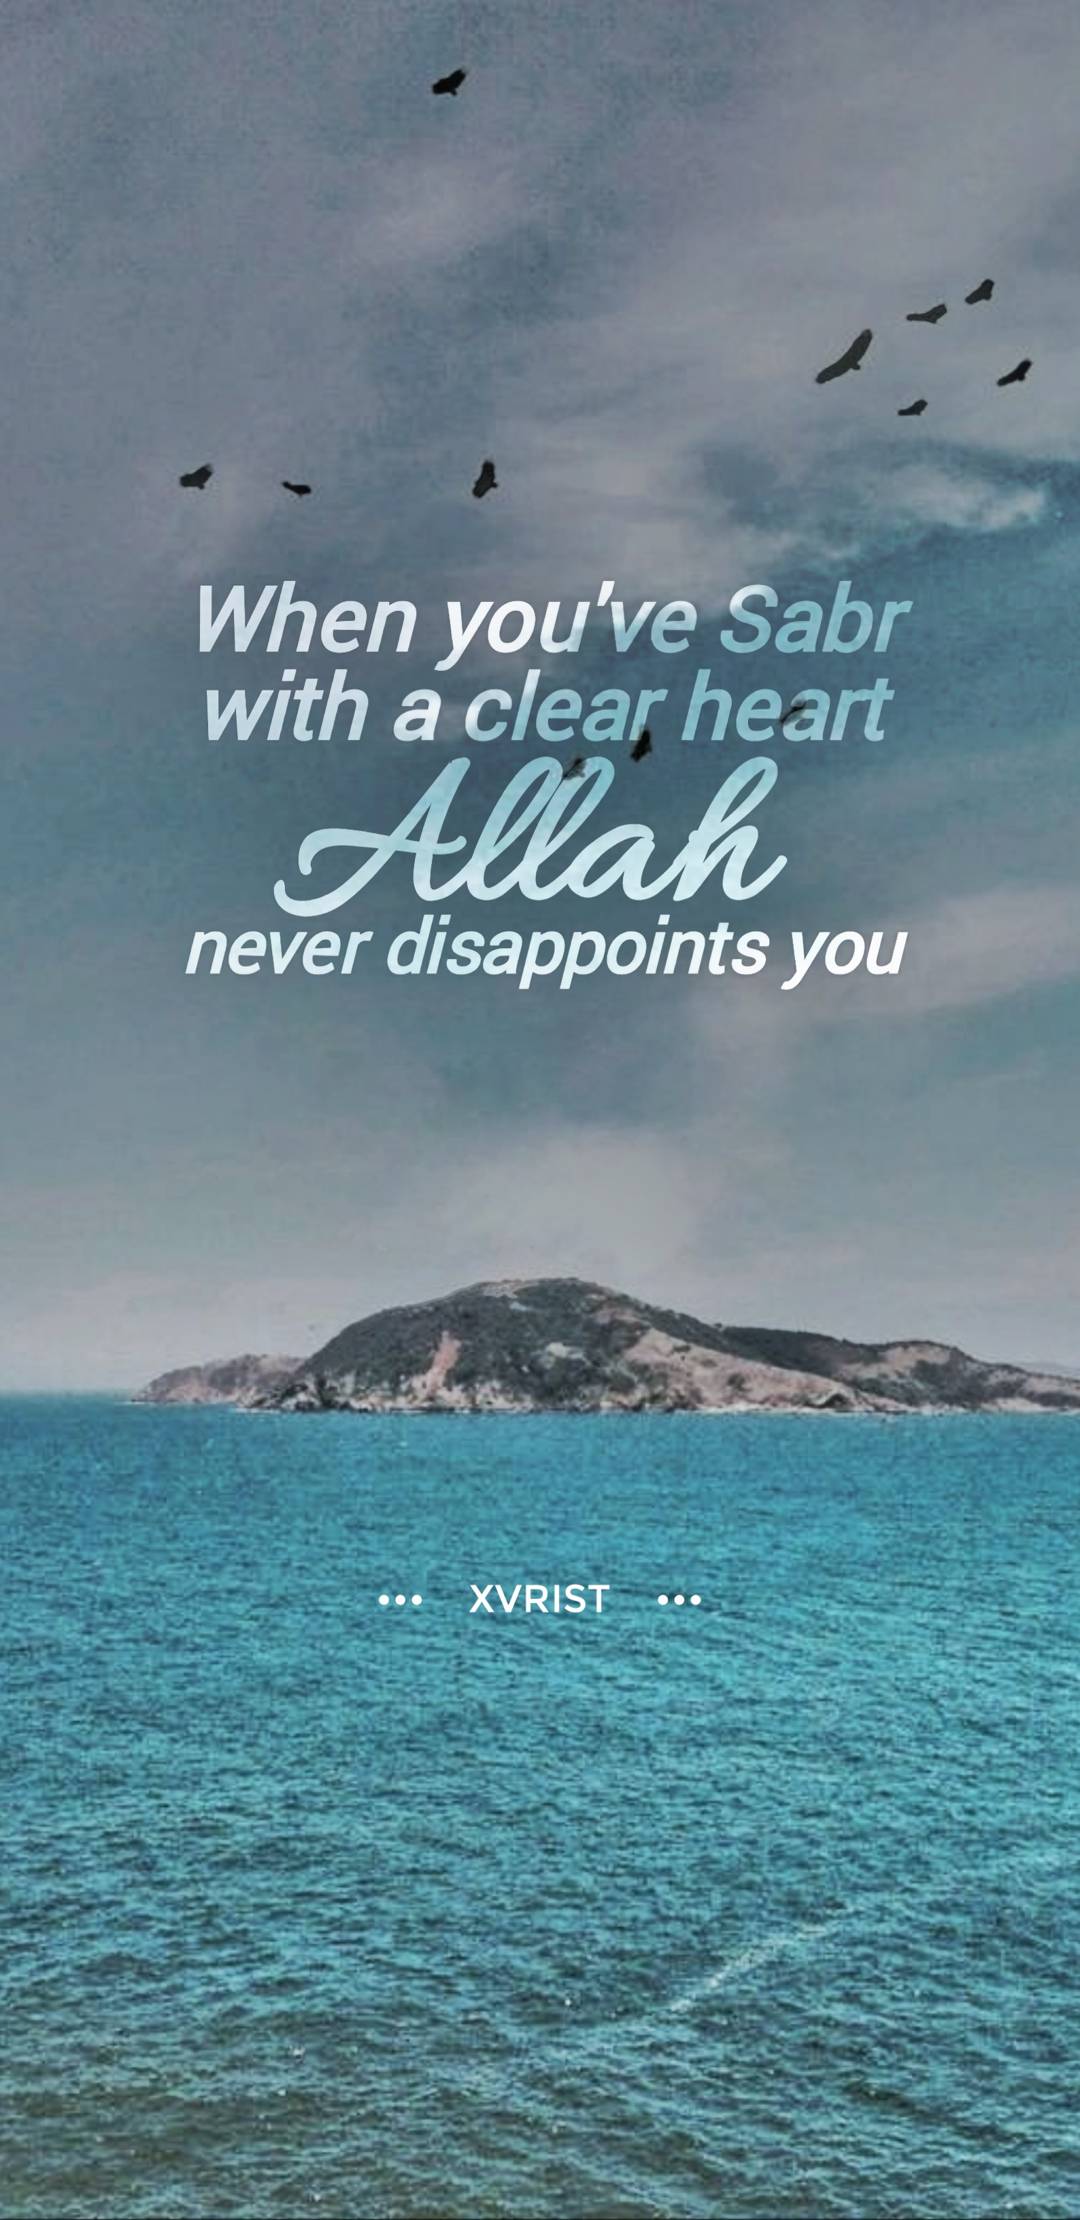 When you've Sabr
with a clear heart
Allah
never disappoints you
••• XVRIST •••